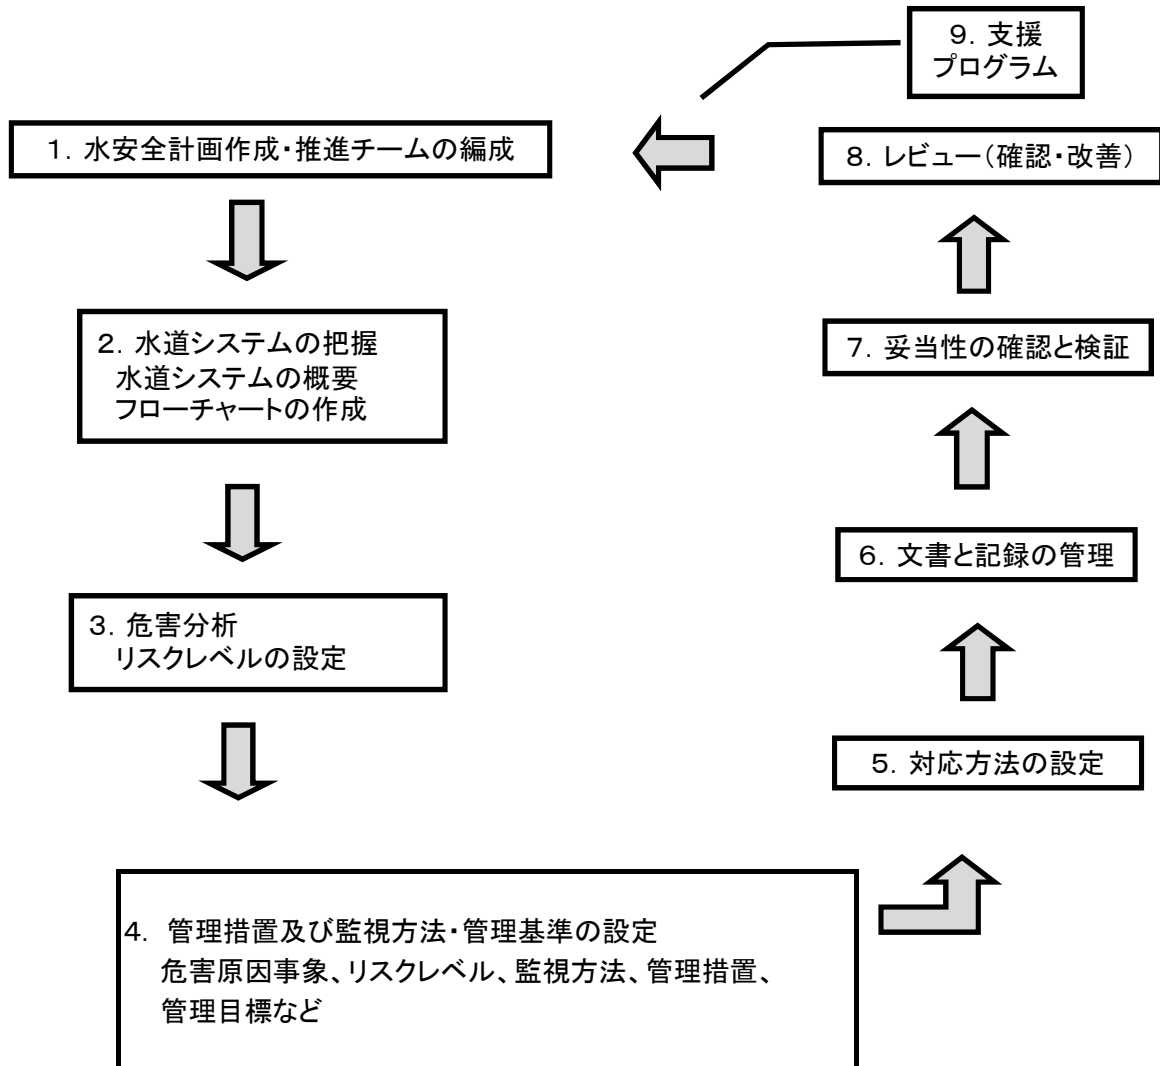 1．水安全計画作成・推進チームの編成
2．水道システムの把握
水道システムの概要
フローチャートの作成
3．危害分析
リスクレベルの設定
4． 管理措置及び監視方法・管理基準の設定
危害原因事象、リスクレベル、監視方法、管理措置、
管理目標など
5．対応方法の設定
6．文書と記録の管理
7．妥当性の確認と検証
8．レビュー（確認・改善）
9．支援
プログラム